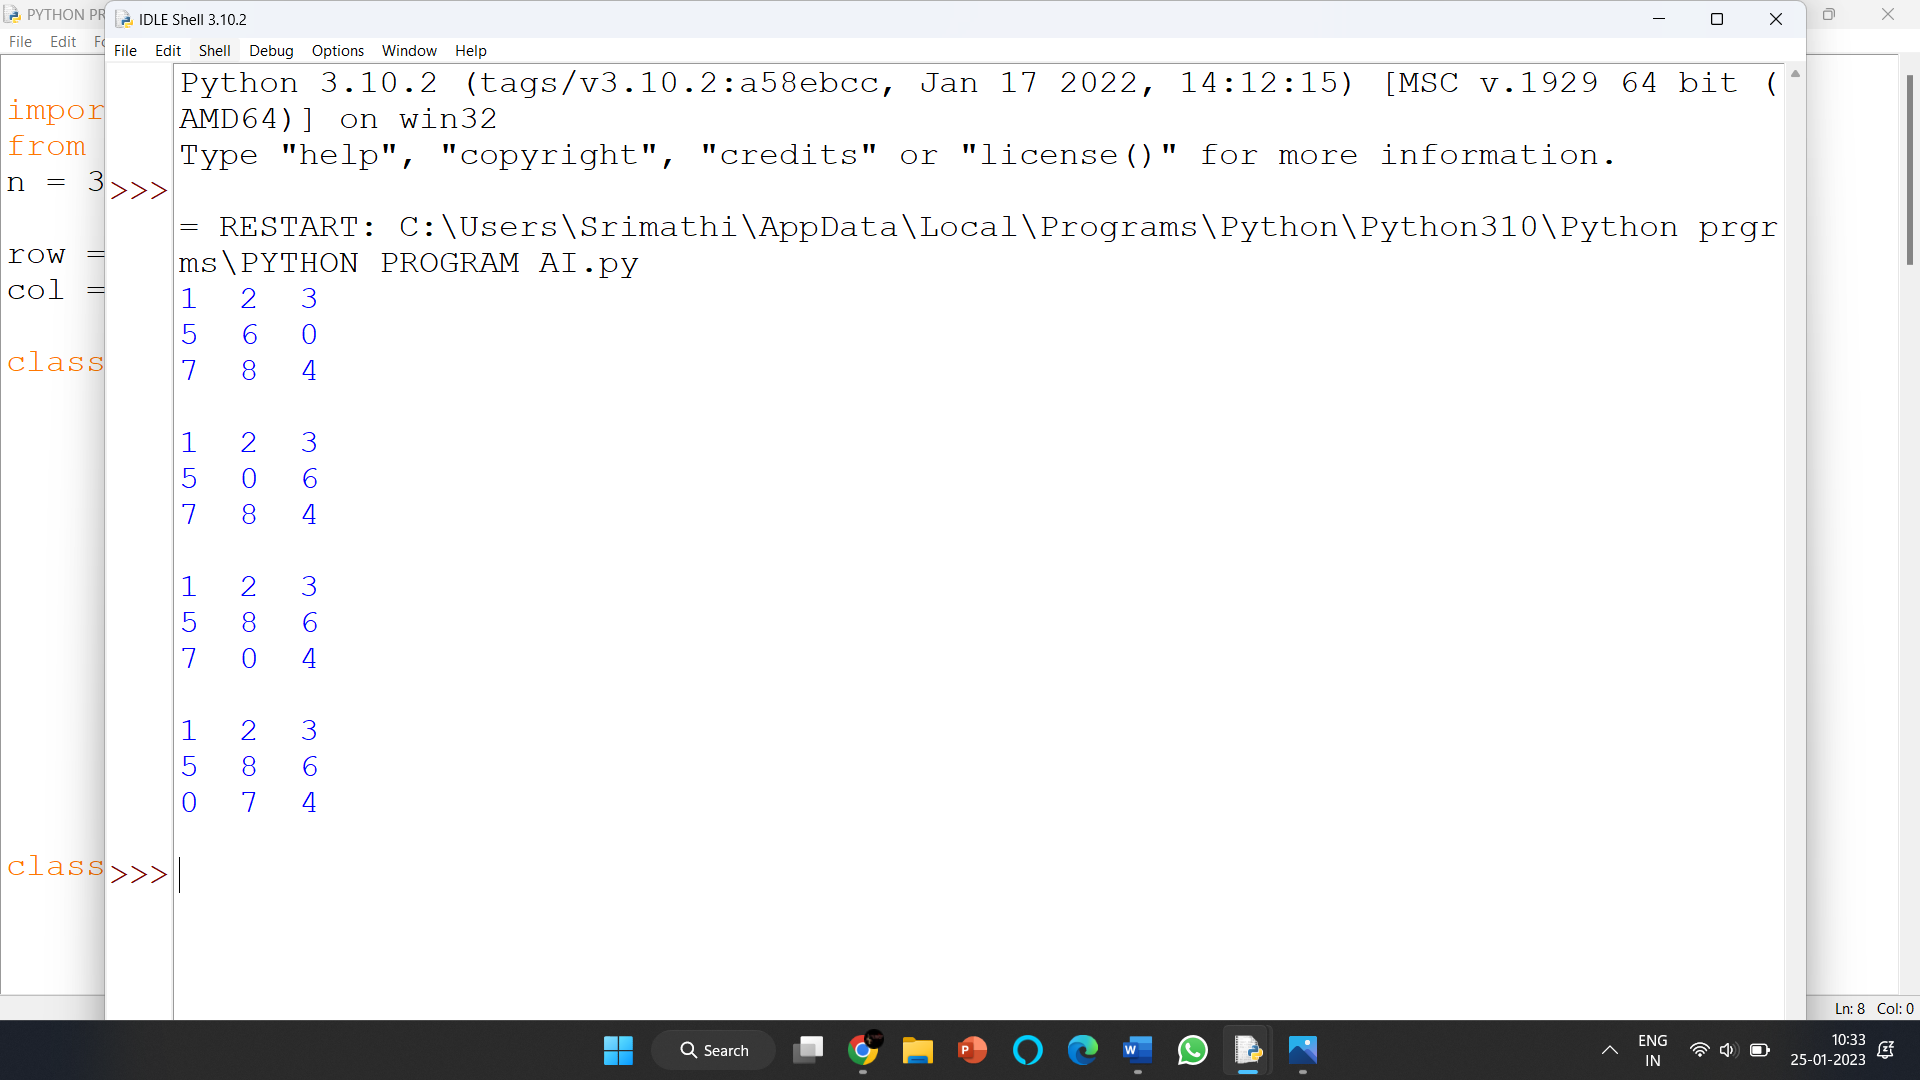 PYTHON PR
IDLE Shell 3.10.2
File Edit Fo
File Edit Shell Debug Options Window Help
Python 3.10.2 (tags/v3.10.2:a58ebcc, Jan 17 2022, 14:12:15) [MSC v.1929 64 bit (
AMD64)] on win32
Type "help", "copyright", "credits" or "license()" for more information.
>>>
= RESTART: C:\Users\Srimathi\AppData\Local\Programs\Python\Python310\Python prgr
ms\PYTHON PROGRAM AI.py
1 2 3
5 6 0
7 8 4
1 2 3
5 0 6
7 8 4
1 2 3
5 8 6
7 0 4
1 2 3
5 8 6
0 7 4
>>>
impor
from
n = 3
row =
col =
class
class
Ln: 8 Col: 0
Search
ENG
IN
10:33
25-01-2023